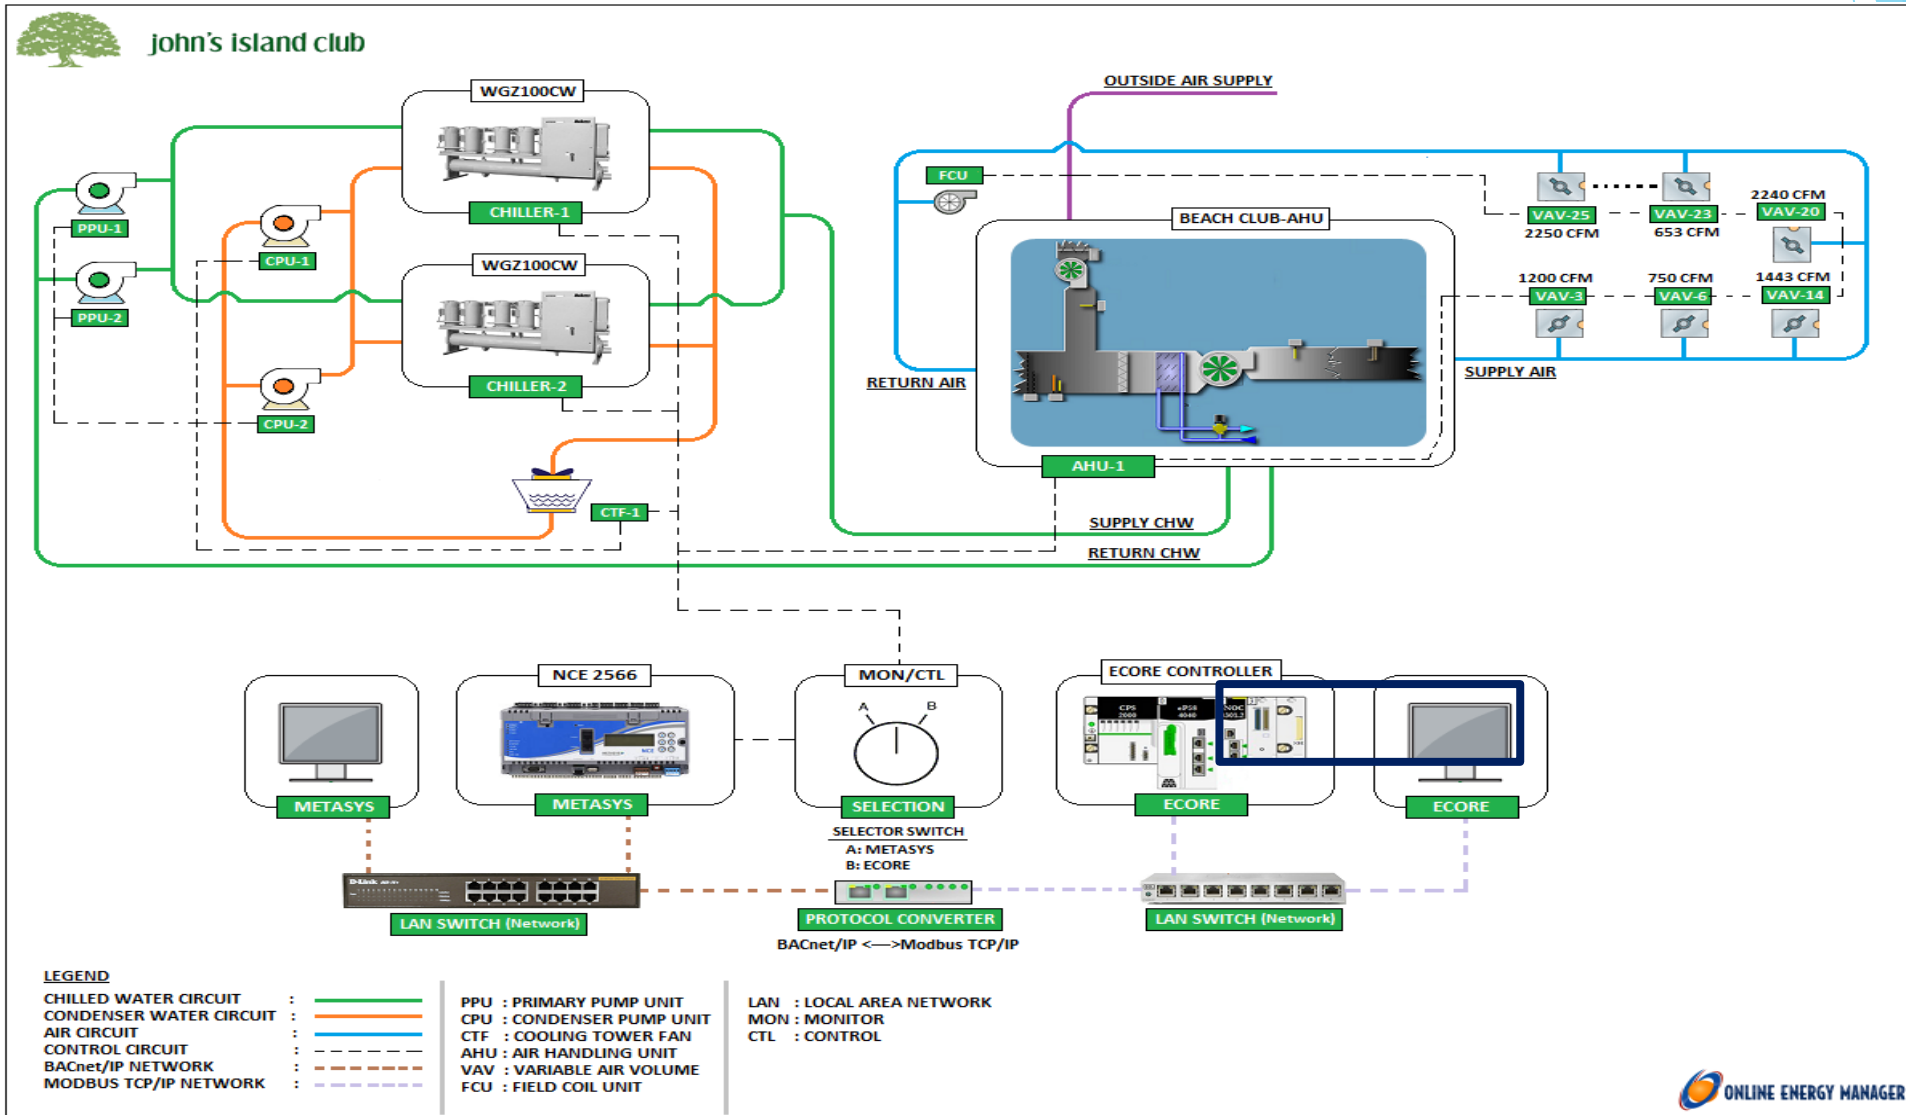 john's island club
OUTSIDE AIR SUPPLY
WGZ100CW
CHILLER-1
WGZ100CW
CHILLER-2
PPU-1
PPU-2
CPU-1
CPU-2
CTF-1
FCU
BEACH CLUB-AHU
AHU-1
RETURN AIR
SUPPLY AIR
VAV-25
2250 CFM
VAV-23
653 CFM
2240 CFM
VAV-20
1200 CFM
VAV-3
750 CFM
VAV-6
1443 CFM
VAV-14
SUPPLY CHW
RETURN CHW
METASYS
NCE 2566
NCE
METASYS
MON/CTL
A
B
SELECTION
SELECTOR SWITCH
A: METASYS
B: ECORE
ECORE CONTROLLER
CPS
2000
eP58
4040
NOC
ECORE
ECORE
D-Link
LAN SWITCH (Network)
PROTOCOL CONVERTER
BACnet/IP <—>Modbus TCP/IP
LAN SWITCH (Network)
LEGEND
CHILLED WATER CIRCUIT :
CONDENSER WATER CIRCUIT :
AIR CIRCUIT :
CONTROL CIRCUIT :
BACnet/IP NETWORK :
MODBUS TCP/IP NETWORK :
PPU : PRIMARY PUMP UNIT
CPU : CONDENSER PUMP UNIT
CTF : COOLING TOWER FAN
AHU : AIR HANDLING UNIT
VAV : VARIABLE AIR VOLUME
FCU : FIELD COIL UNIT
LAN : LOCAL AREA NETWORK
MON : MONITOR
CTL : CONTROL
ONLINE ENERGY MANAGER